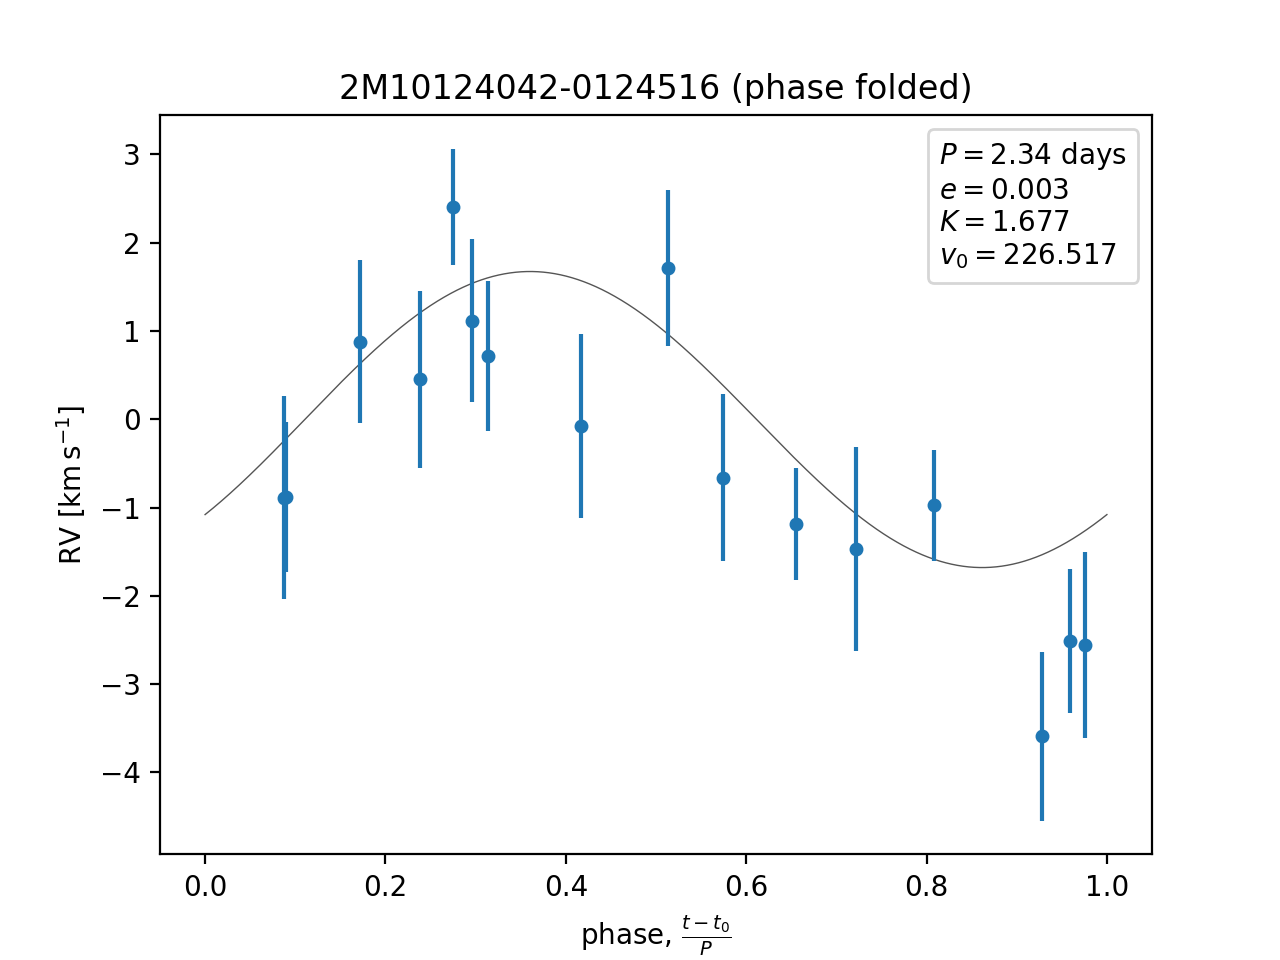 2M10124042-0124516 (phase folded)
P = 2.34 days
e = 0.003
K = 1.677
v₀ = 226.517
3
2
1
0
−1
−2
−3
−4
RV [km s⁻¹]
0.0 0.2 0.4 0.6 0.8 1.0
phase, (t − t₀)/P